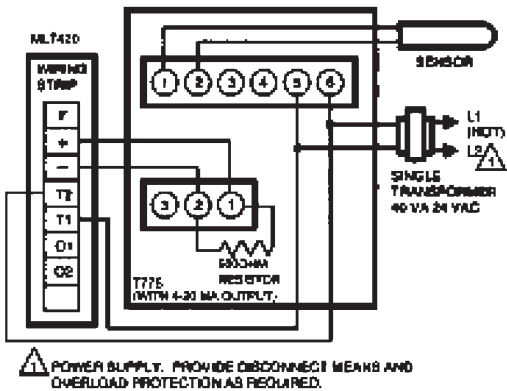 ML7420
WIRING
STRIP
F
+
−
T2
T1
O1
O2
1 2 3 4 5 6
3 2 1
500 OHM
RESISTOR
T775
(WITH 4-20 MA OUTPUT)
SENSOR
L1
(HOT)
L2
1
SINGLE
TRANSFORMER
40 VA 24 VAC
1 POWER SUPPLY. PROVIDE DISCONNECT MEANS AND
OVERLOAD PROTECTION AS REQUIRED.